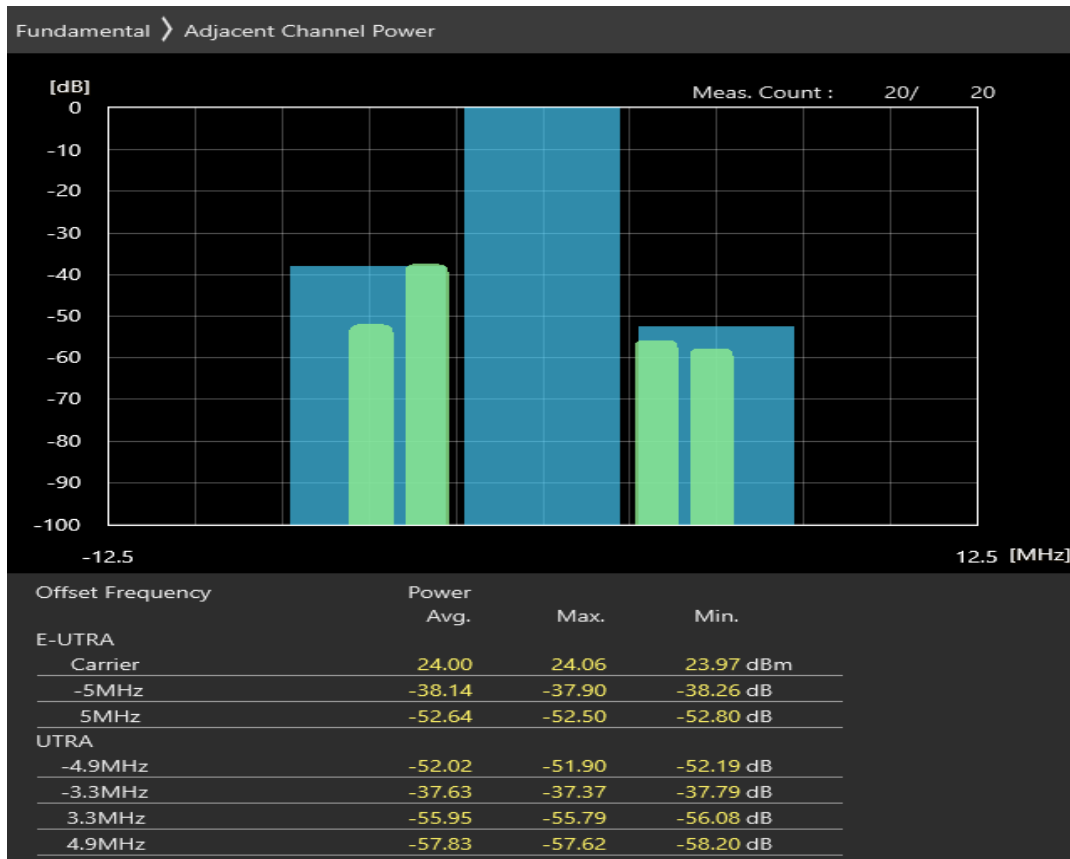 Fundamental 〉 Adjacent Channel Power
[dB]
Meas. Count : 20/ 20
0
-10
-20
-30
-40
-50
-60
-70
-80
-90
-100
-12.5 12.5 [MHz]
Offset Frequency Power
Avg. Max. Min.
E-UTRA
Carrier 24.00 24.06 23.97 dBm
-5MHz -38.14 -37.90 -38.26 dB
5MHz -52.64 -52.50 -52.80 dB
UTRA
-4.9MHz -52.02 -51.90 -52.19 dB
-3.3MHz -37.63 -37.37 -37.79 dB
3.3MHz -55.95 -55.79 -56.08 dB
4.9MHz -57.83 -57.62 -58.20 dB